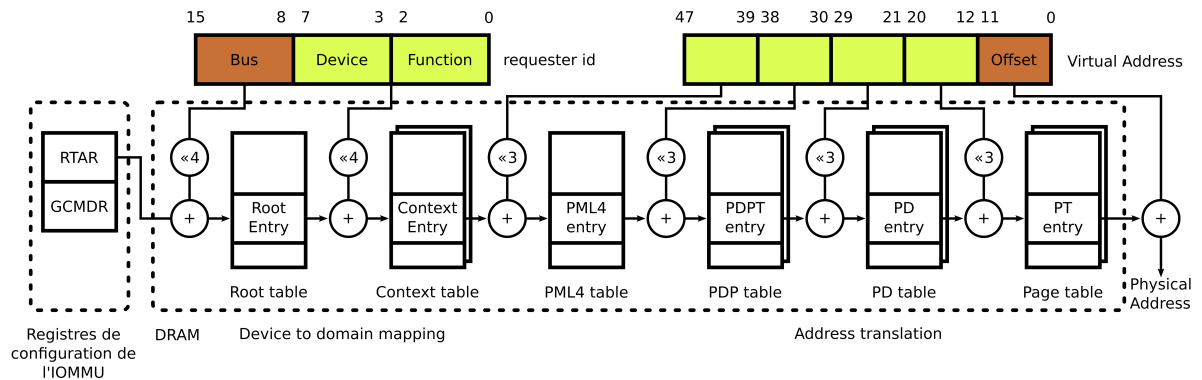 15 8 7 3 2 0
47 39 38 30 29 21 20 12 11 0
Bus Device Function requester id
Offset Virtual Address
RTAR
GCMDR
«4 «4 «3 «3 «3 «3
+ + + + + + +
Root
Entry
Context
Entry
PML4
entry
PDPT
entry
PD
entry
PT
entry
Root table
Context table
PML4 table
PDP table
PD table
Page table
Physical
Address
Registres de
configuration de
l'IOMMU
DRAM
Device to domain mapping
Address translation